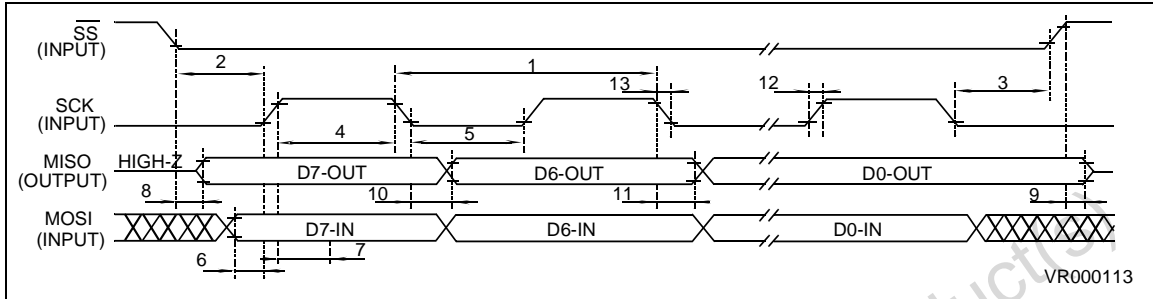 SS
(INPUT)
2
1
13
12
3
SCK
(INPUT)
4
5
MISO
(OUTPUT)
HIGH-Z
D7-OUT
D6-OUT
D0-OUT
8
10
11
9
MOSI
(INPUT)
D7-IN
D6-IN
D0-IN
6
7
VR000113